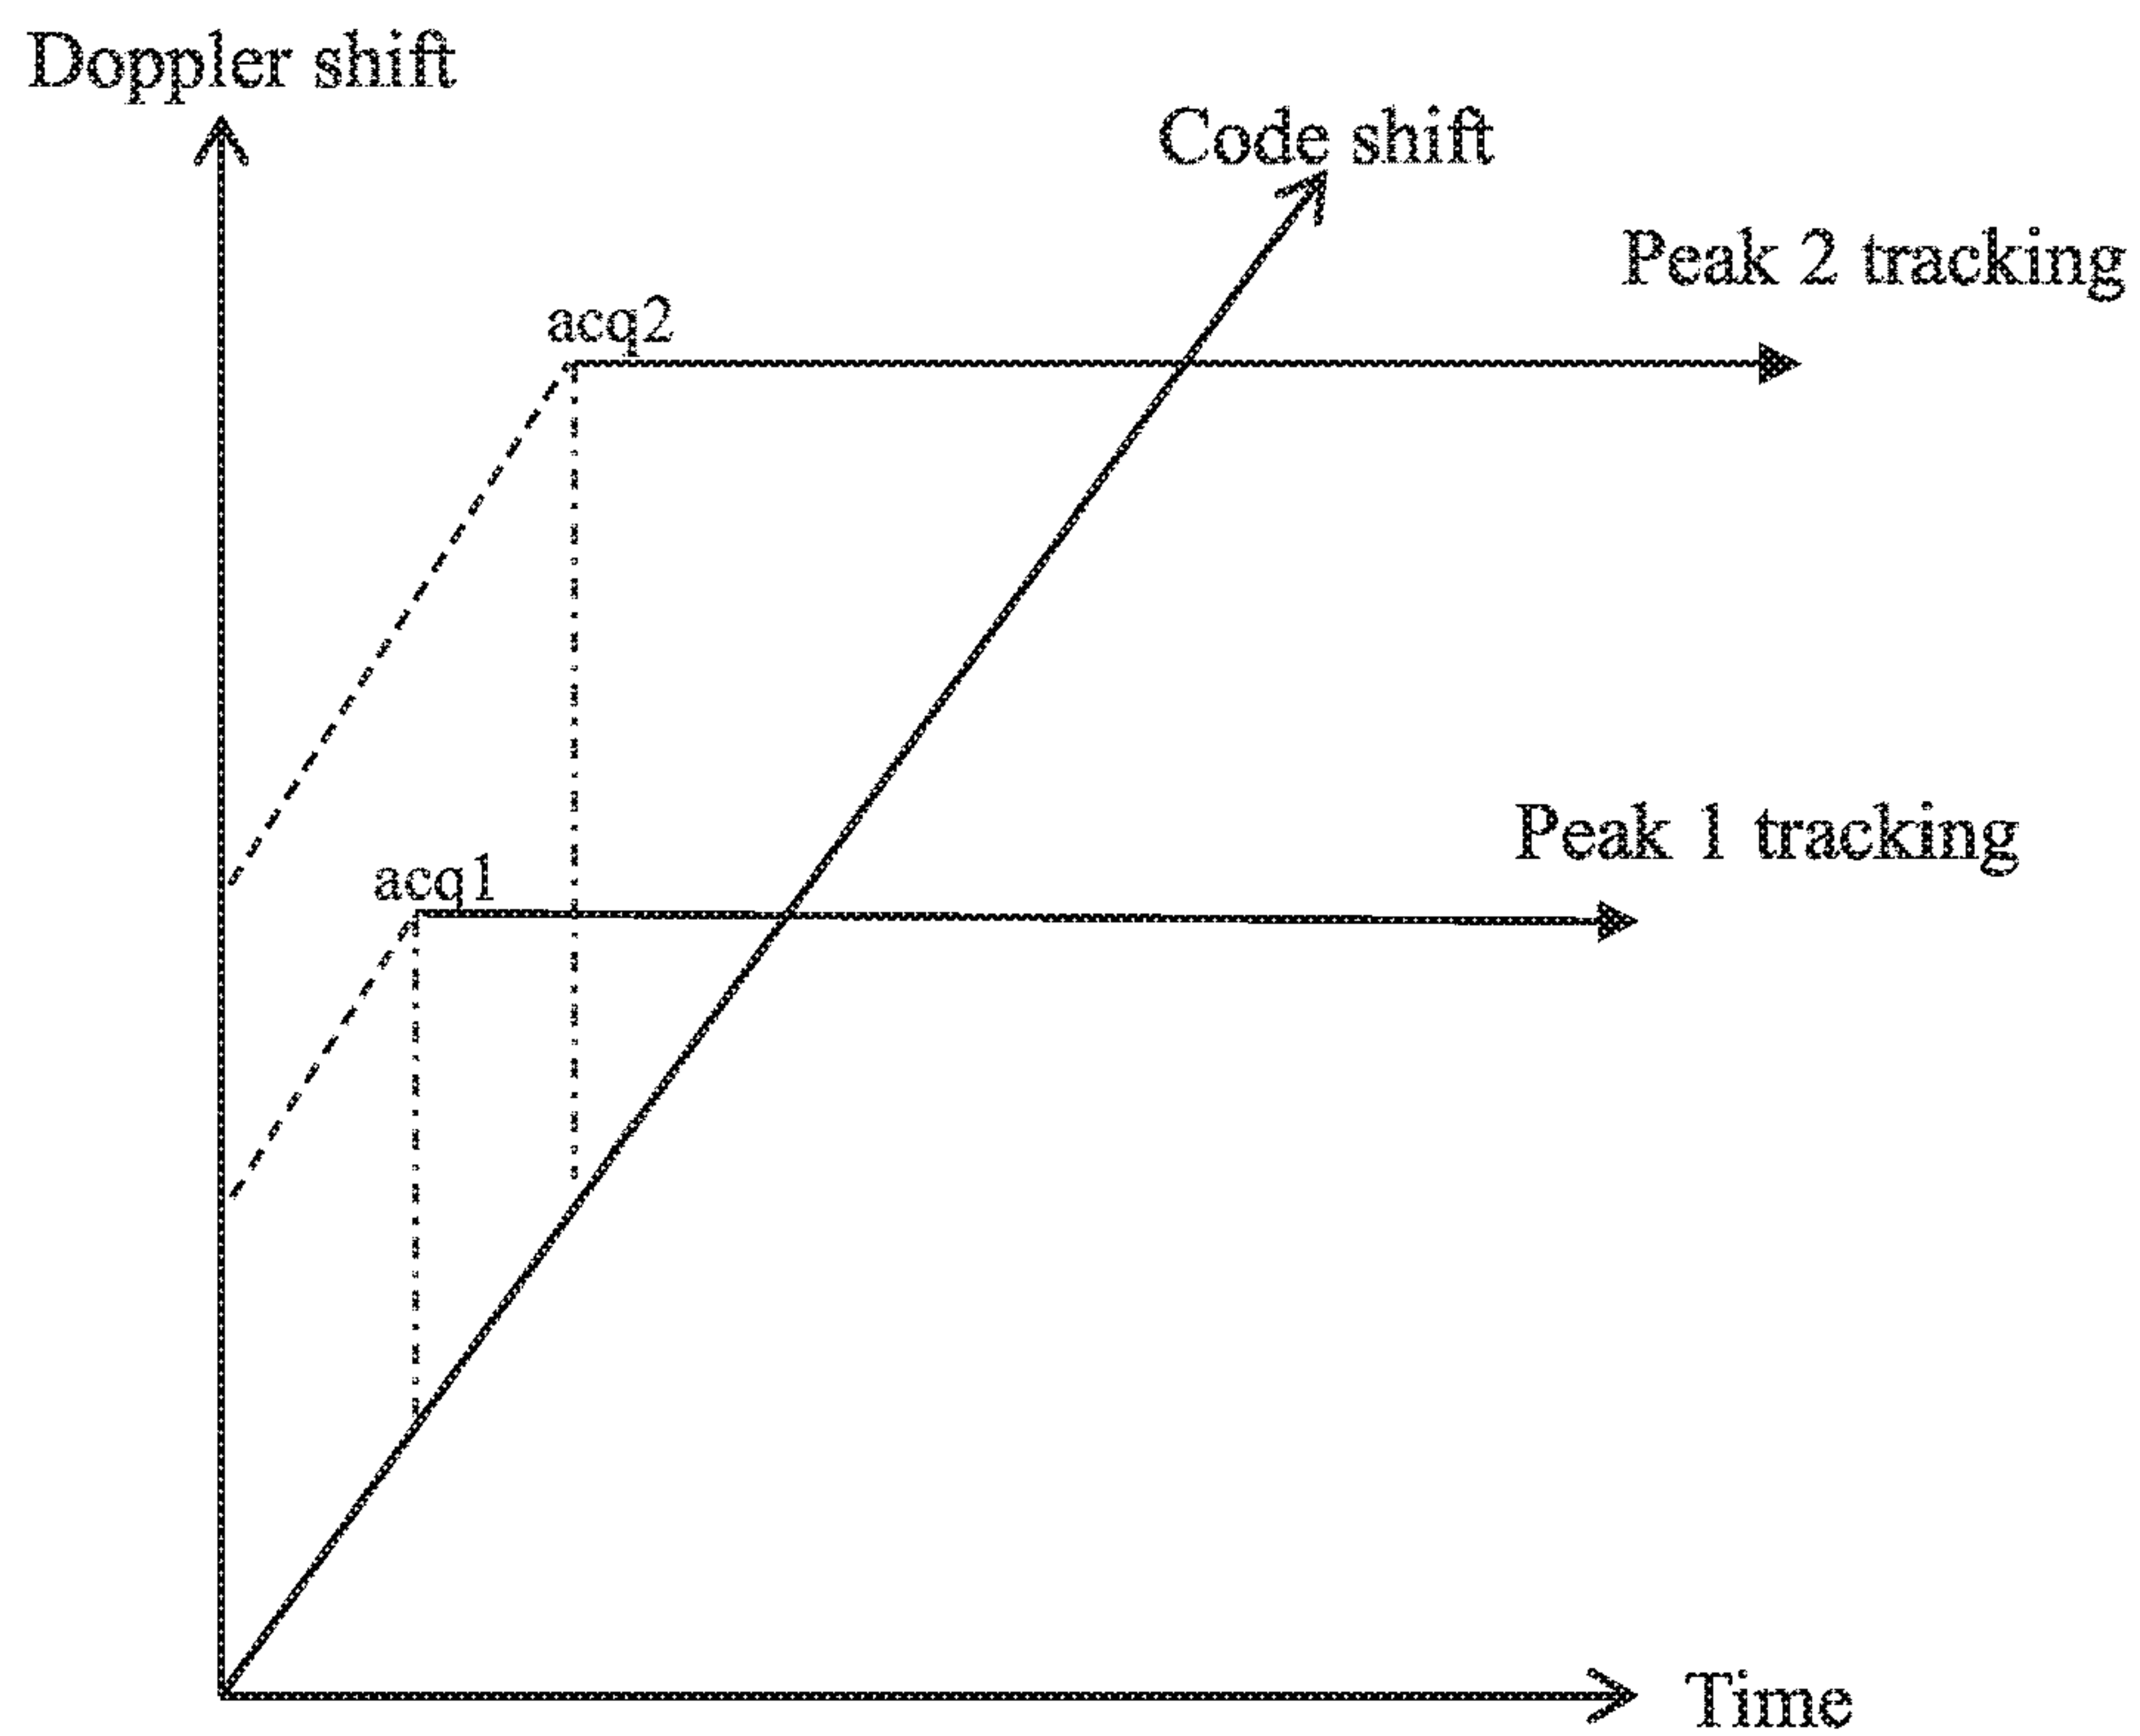 Doppler shift
Code shift
Peak 2 tracking
acq2
Peak 1 tracking
acq1
Time